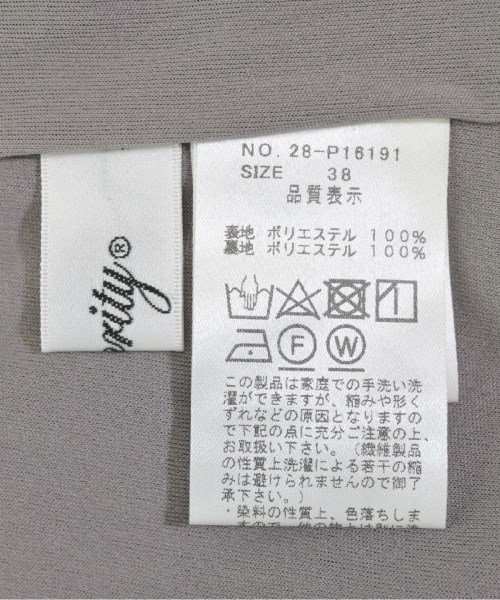 NO. 28-P16191
SIZE 38
品質表示
表地 ポリエステル 100%
裏地 ポリエステル 100%
F W
erity®
この製品は家庭での手洗い洗
濯ができますが、縮みや形く
ずれなどの原因となりますの
で下記の点に充分ご注意の上、
お取扱い下さい。(繊維製品
の性質上洗濯による若干の縮
みは避けられませんので御了
承下さい。)
・染料の性質上、色落ちしま